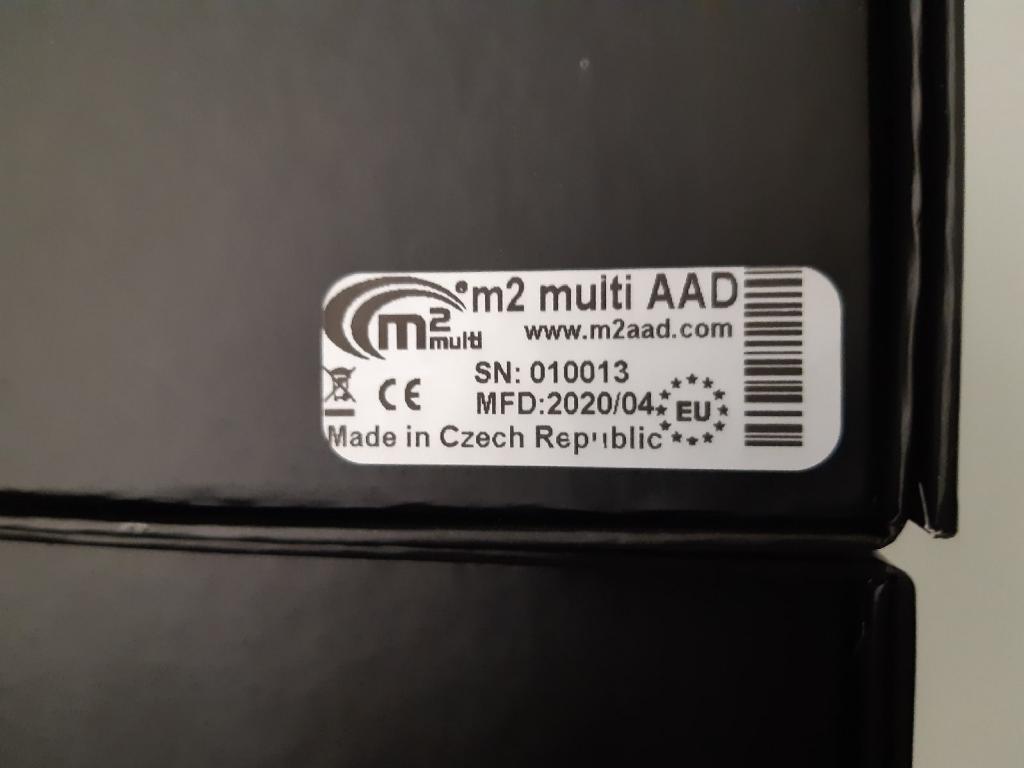 m2 multi AAD
m2
multi
www.m2aad.com
SN: 010013
CE
MFD:2020/04
EU
Made in Czech Republic